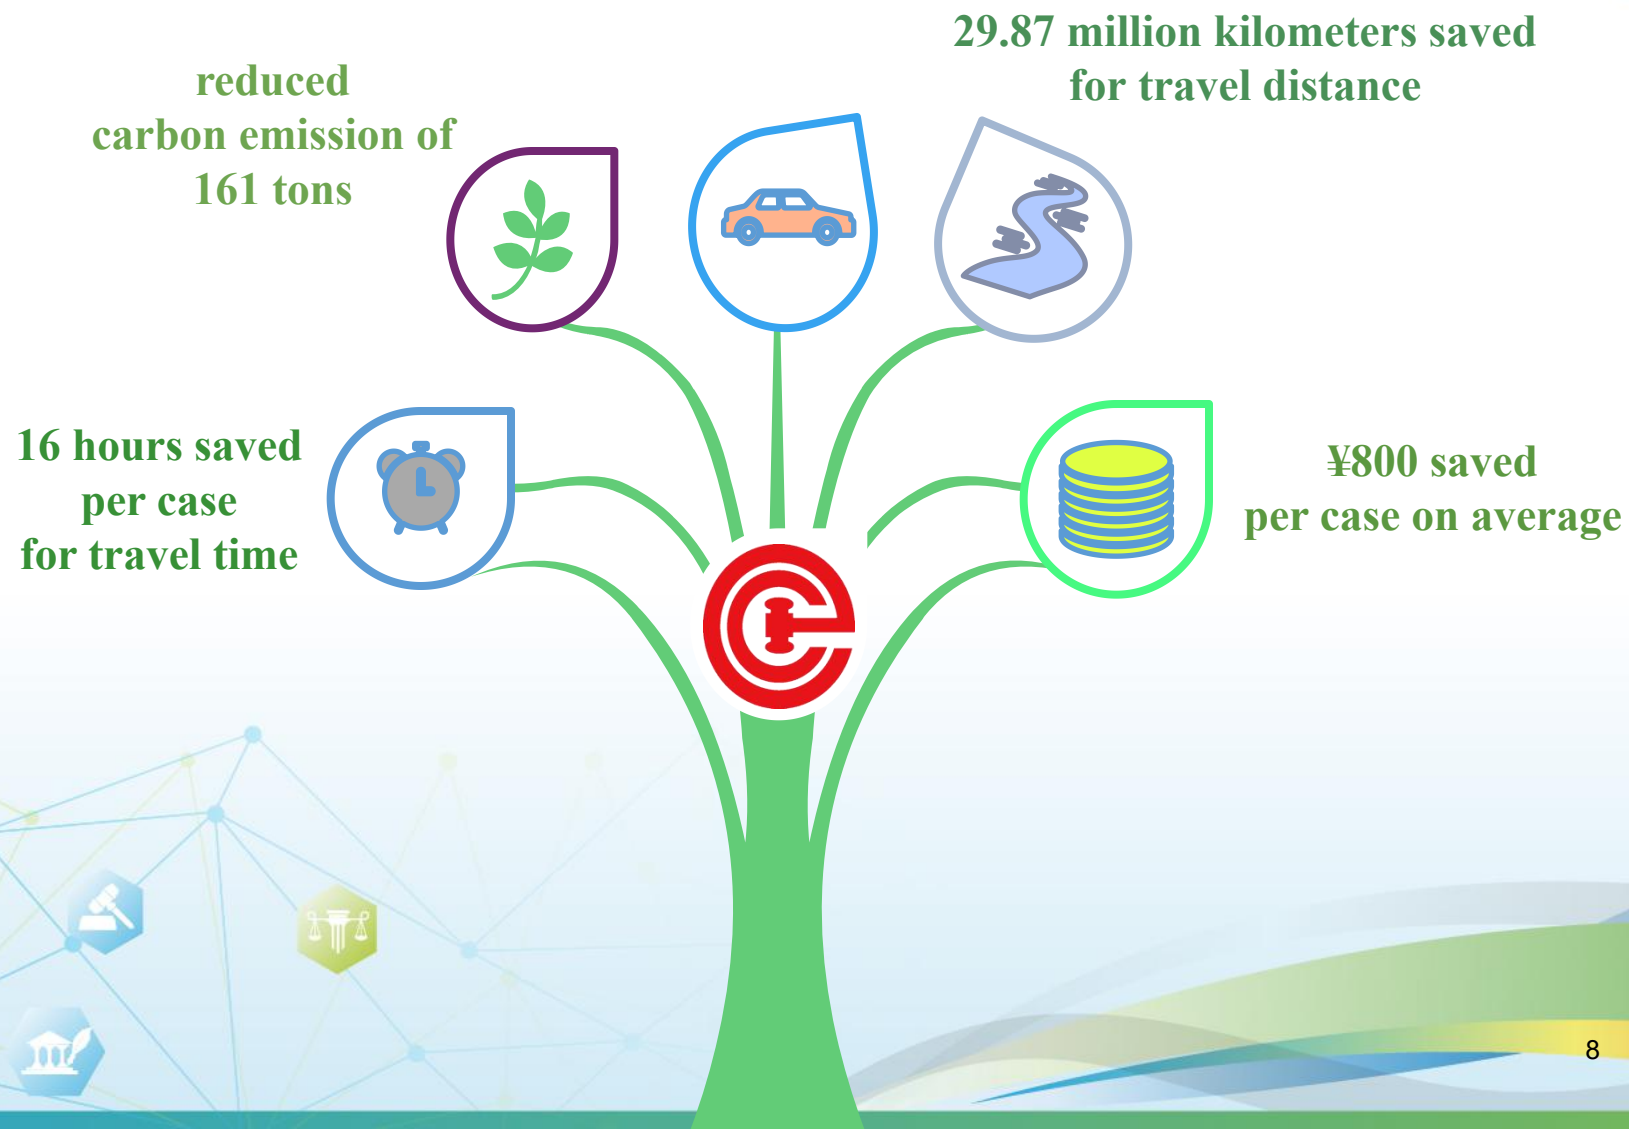 29.87 million kilometers saved
for travel distance
reduced
carbon emission of
161 tons
16 hours saved
per case
for travel time
¥800 saved
per case on average
8